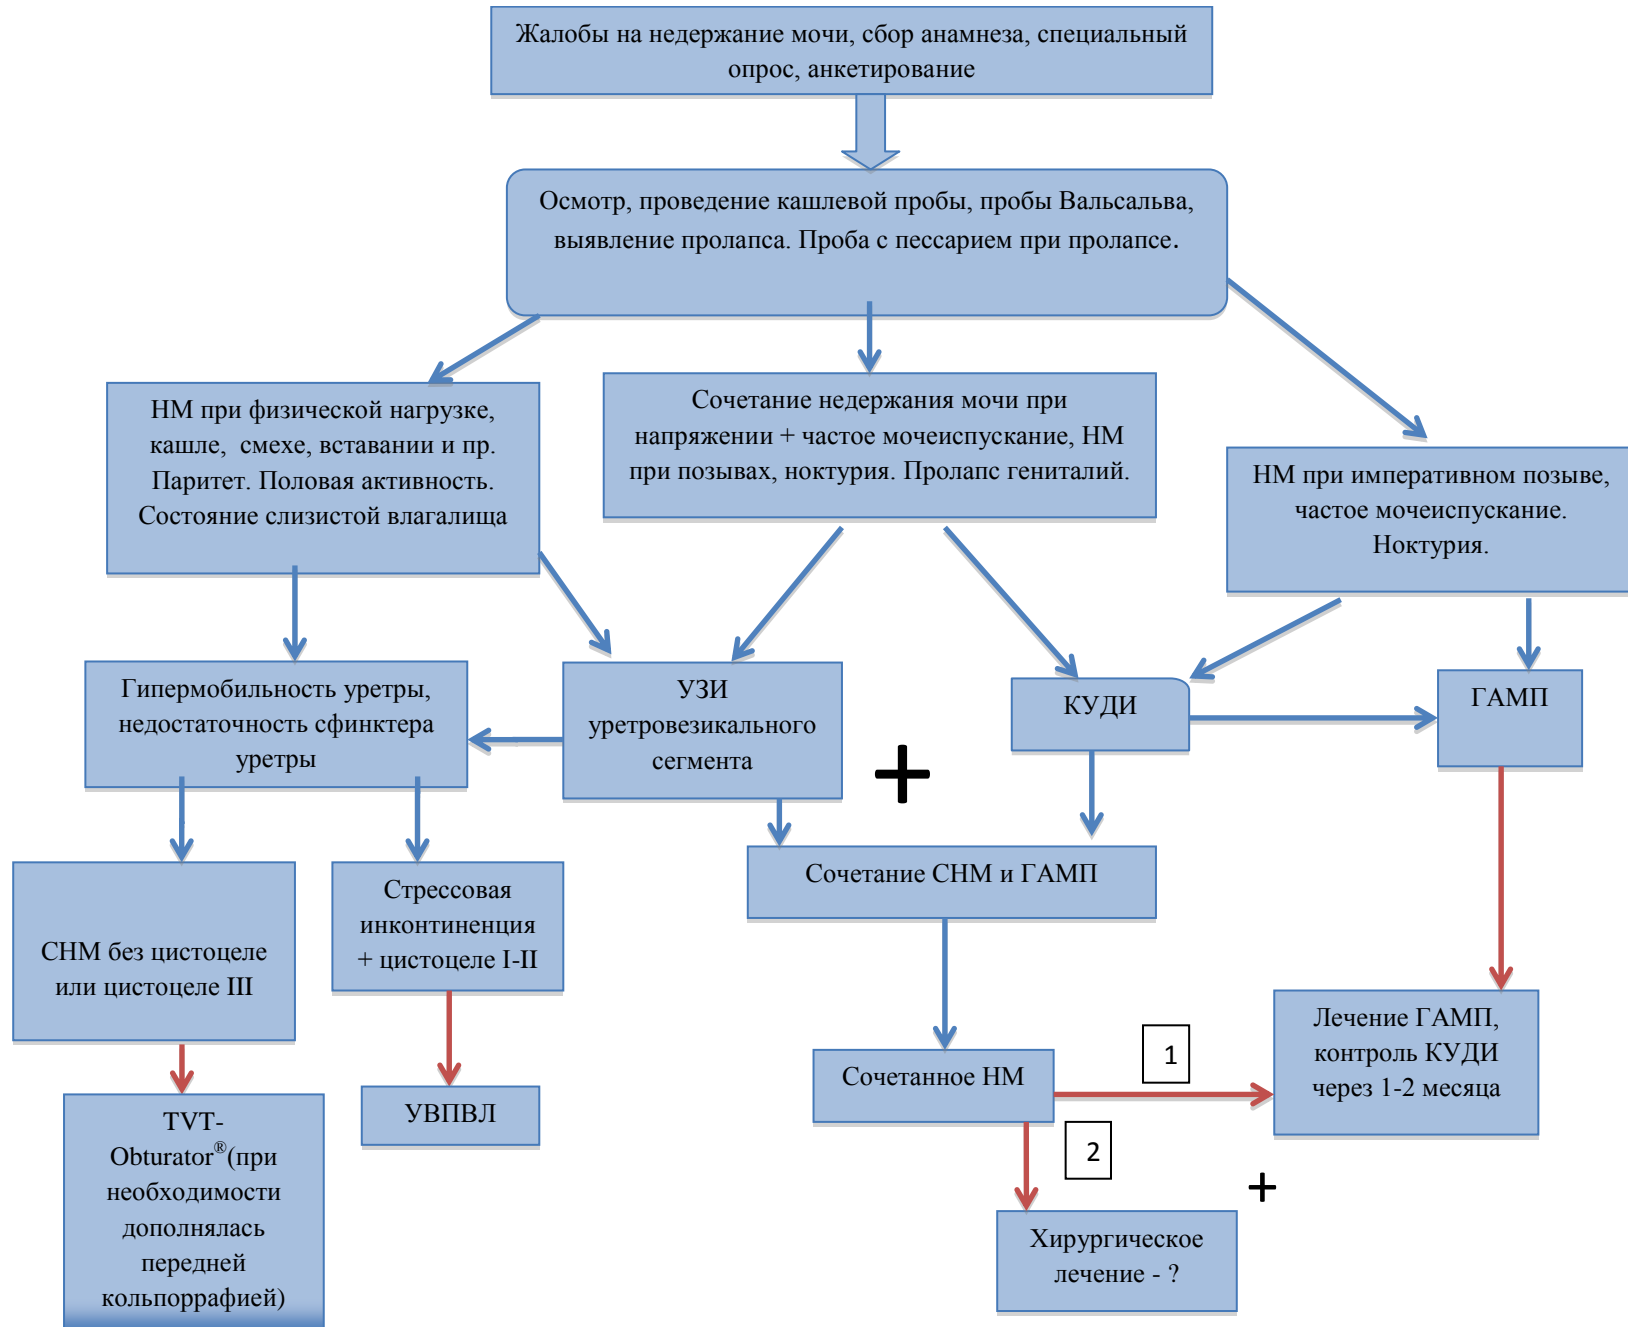 Жалобы на недержание мочи, сбор анамнеза, специальный
опрос, анкетирование
Осмотр, проведение кашлевой пробы, пробы Вальсальва,
выявление пролапса. Проба с пессарием при пролапсе.
НМ при физической нагрузке,
кашле, смехе, вставании и пр.
Паритет. Половая активность.
Состояние слизистой влагалища
Сочетание недержания мочи при
напряжении + частое мочеиспускание, НМ
при позывах, ноктурия. Пролапс гениталий.
НМ при императивном позыве,
частое мочеиспускание.
Ноктурия.
Гипермобильность уретры,
недостаточность сфинктера
уретры
УЗИ
уретровезикального
сегмента
+
КУДИ
ГАМП
СНМ без цистоцеле
или цистоцеле III
Стрессовая
инконтиненция
+ цистоцеле I-II
Сочетание СНМ и ГАМП
Сочетанное НМ
1
2
Лечение ГАМП,
контроль КУДИ
через 1-2 месяца
TVT-
Obturator®(при
необходимости
дополнялась
передней
кольпоррафией)
УВПВЛ
+
Хирургическое
лечение - ?